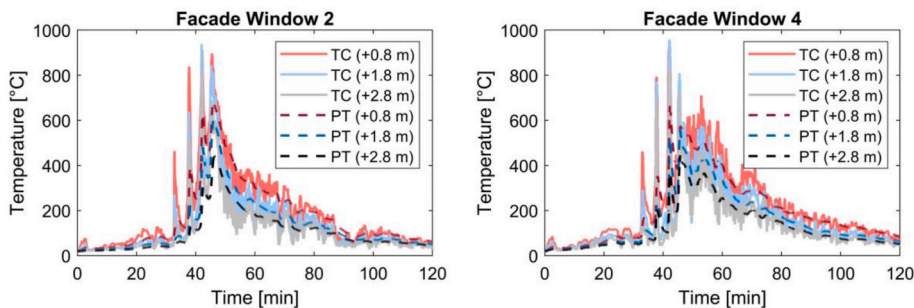 Facade Window 2
1000
800
600
400
200
0
Temperature [°C]
TC (+0.8 m)
TC (+1.8 m)
TC (+2.8 m)
PT (+0.8 m)
PT (+1.8 m)
PT (+2.8 m)
0 20 40 60 80 100 120
Time [min]
Facade Window 4
1000
800
600
400
200
0
Temperature [°C]
TC (+0.8 m)
TC (+1.8 m)
TC (+2.8 m)
PT (+0.8 m)
PT (+1.8 m)
PT (+2.8 m)
0 20 40 60 80 100 120
Time [min]